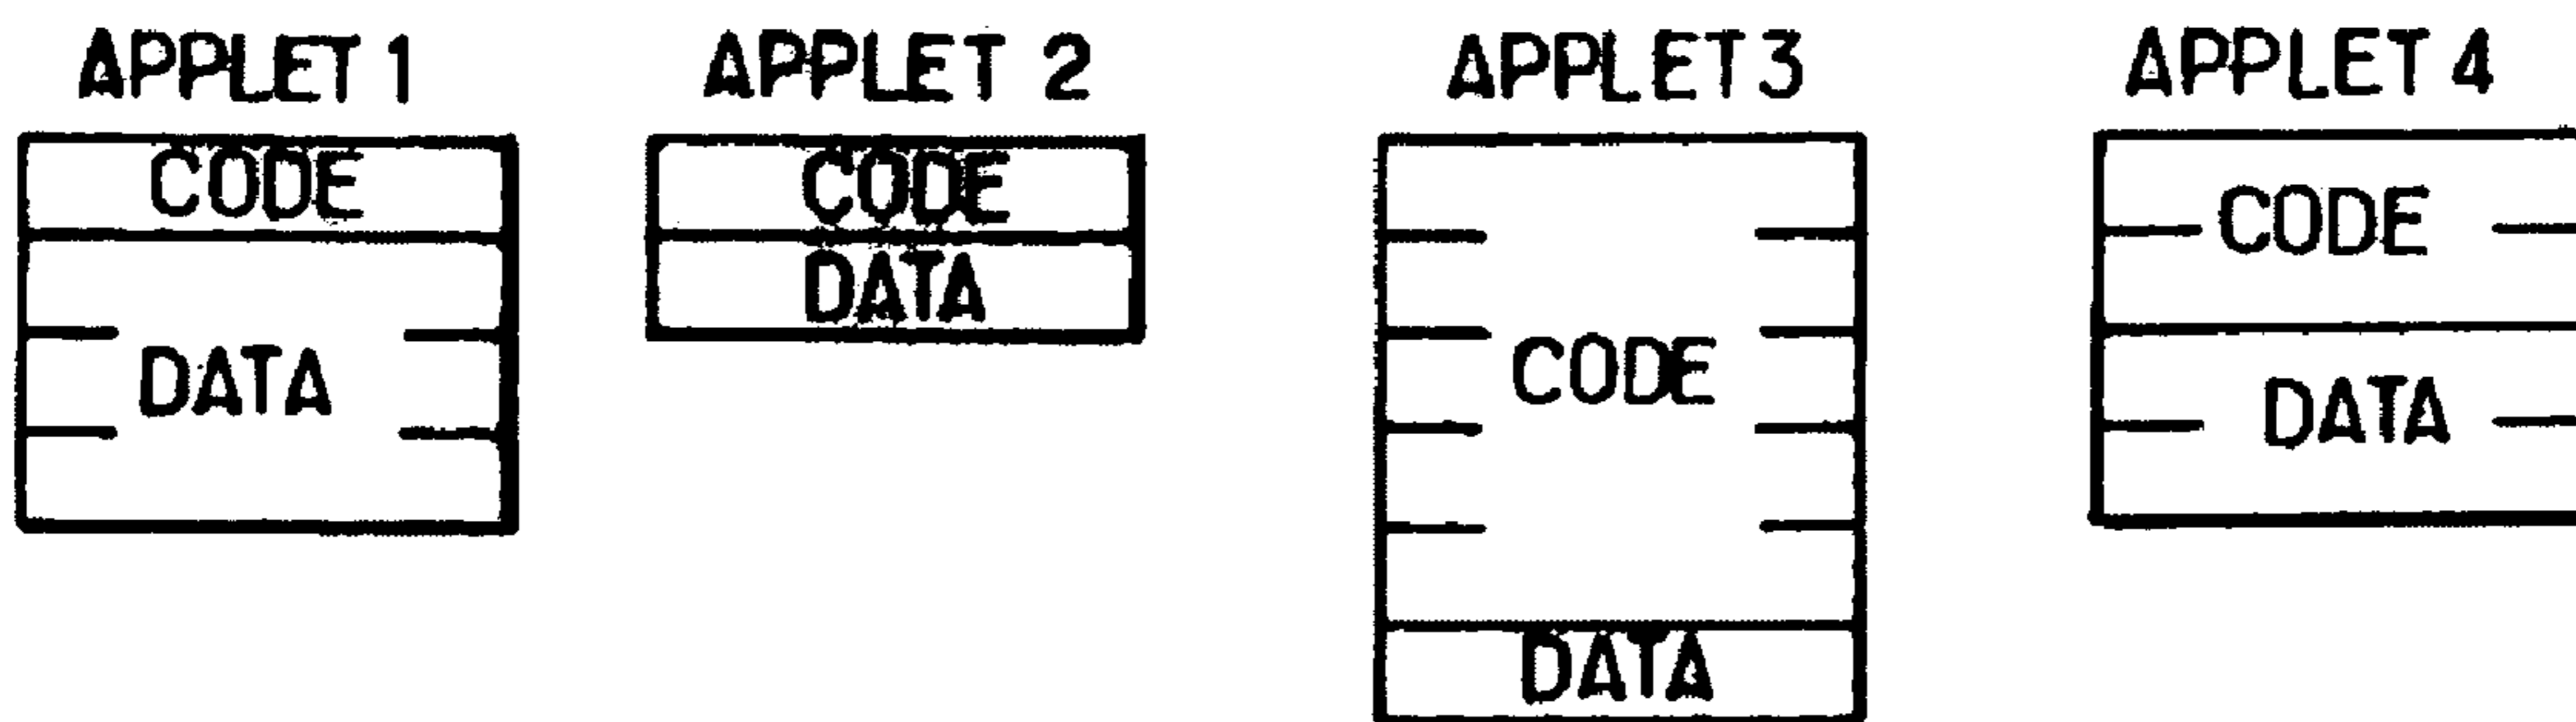 APPLET 1
CODE
DATA
APPLET 2
CODE
DATA
APPLET 3
CODE
DATA
APPLET 4
CODE
DATA